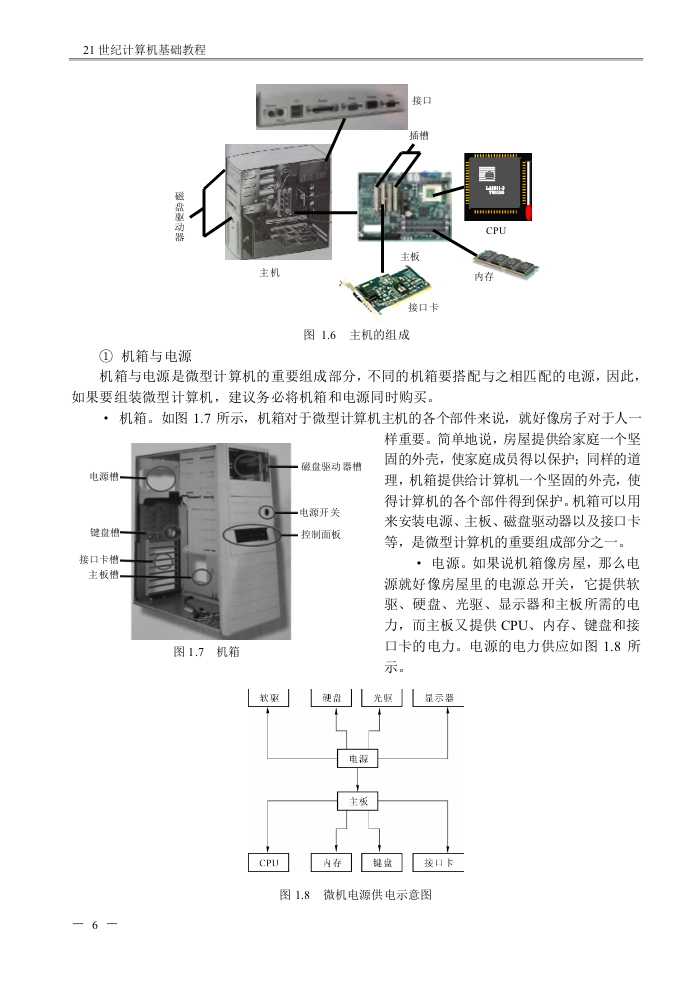 21 世纪计算机基础教程
接口
插槽
磁盘驱动器
CPU
主板
主机
内存
接口卡
图 1.6 主机的组成
① 机箱与电源
机箱与电源是微型计算机的重要组成部分，不同的机箱要搭配与之相匹配的电源，因此，
如果要组装微型计算机，建议务必将机箱和电源同时购买。
· 机箱。如图 1.7 所示，机箱对于微型计算机主机的各个部件来说，就好像房子对于人一
样重要。简单地说，房屋提供给家庭一个坚
固的外壳，使家庭成员得以保护；同样的道
理，机箱提供给计算机一个坚固的外壳，使
得计算机的各个部件得到保护。机箱可以用
来安装电源、主板、磁盘驱动器以及接口卡
等，是微型计算机的重要组成部分之一。
· 电源。如果说机箱像房屋，那么电
源就好像房屋里的电源总开关，它提供软
驱、硬盘、光驱、显示器和主板所需的电
力，而主板又提供 CPU、内存、键盘和接
口卡的电力。电源的电力供应如图 1.8 所
示。
磁盘驱动器槽
电源槽
电源开关
键盘槽
控制面板
接口卡槽
主板槽
图 1.7 机箱
软驱 硬盘 光驱 显示器
电源
主板
CPU 内存 键盘 接口卡
图 1.8 微机电源供电示意图
— 6 —